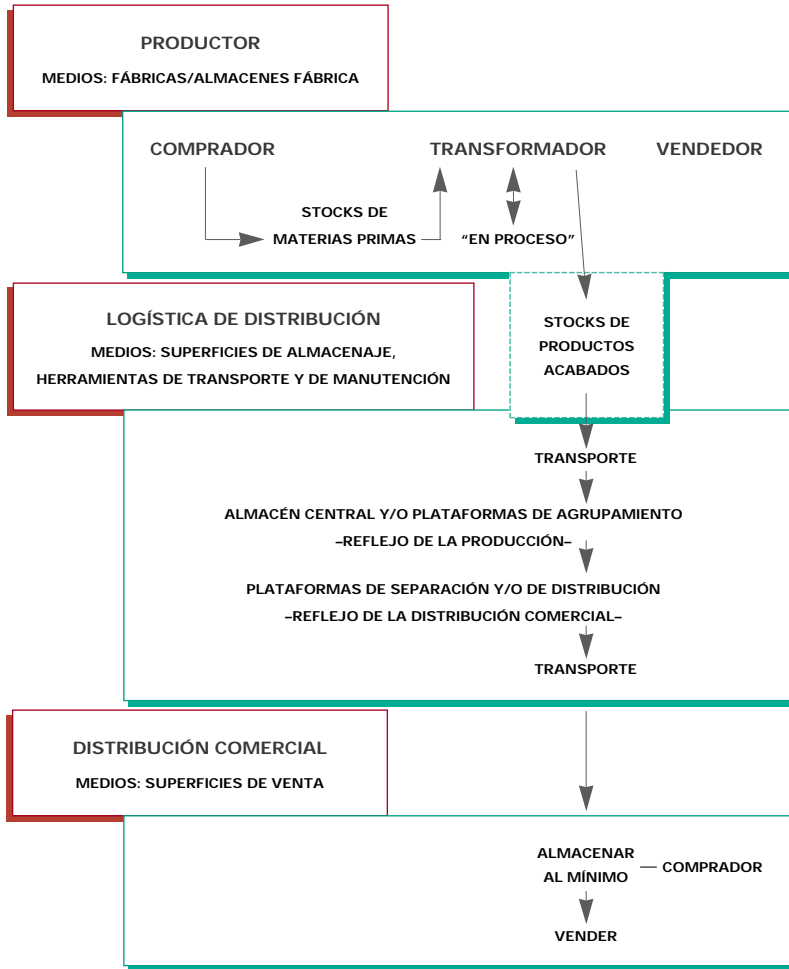 PRODUCTOR
MEDIOS: FÁBRICAS/ALMACENES FÁBRICA
COMPRADOR
TRANSFORMADOR
VENDEDOR
STOCKS DE
MATERIAS PRIMAS
“EN PROCESO”
LOGÍSTICA DE DISTRIBUCIÓN
MEDIOS: SUPERFICIES DE ALMACENAJE,
HERRAMIENTAS DE TRANSPORTE Y DE MANUTENCIÓN
STOCKS DE
PRODUCTOS
ACABADOS
TRANSPORTE
ALMACÉN CENTRAL Y/O PLATAFORMAS DE AGRUPAMIENTO
–REFLEJO DE LA PRODUCCIÓN–
PLATAFORMAS DE SEPARACIÓN Y/O DE DISTRIBUCIÓN
–REFLEJO DE LA DISTRIBUCIÓN COMERCIAL–
TRANSPORTE
DISTRIBUCIÓN COMERCIAL
MEDIOS: SUPERFICIES DE VENTA
ALMACENAR
AL MÍNIMO
COMPRADOR
VENDER